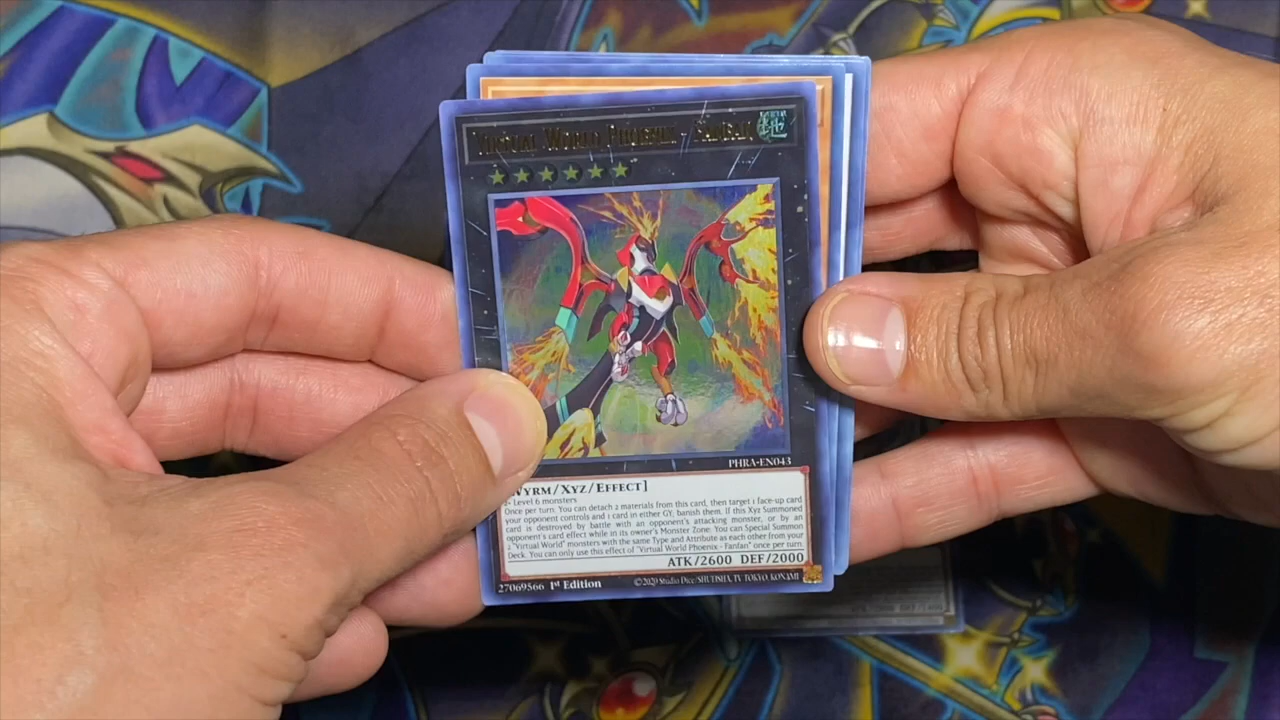 VIRTUAL WORLD PHOENIX - FANFAN
地
PHRA-EN043
WYRM/XYZ/EFFECT]
Level 6 monsters
Once per turn: You can detach 2 materials from this card, then target 1 face-up card
your opponent controls and 1 card in either GY; banish them. If this Xyz Summoned
card is destroyed by battle with an opponent's attacking monster, or by an
opponent's card effect while in its owner's Monster Zone: You can Special Summon
2 "Virtual World" monsters with the same Type and Attribute as each other from your
Deck. You can only use this effect of "Virtual World Phoenix - Fanfan" once per turn.
ATK/2600 DEF/2000
27069566 1st Edition
©2020 Studio Dice/SHUEISHA, TV TOKYO, KONAMI